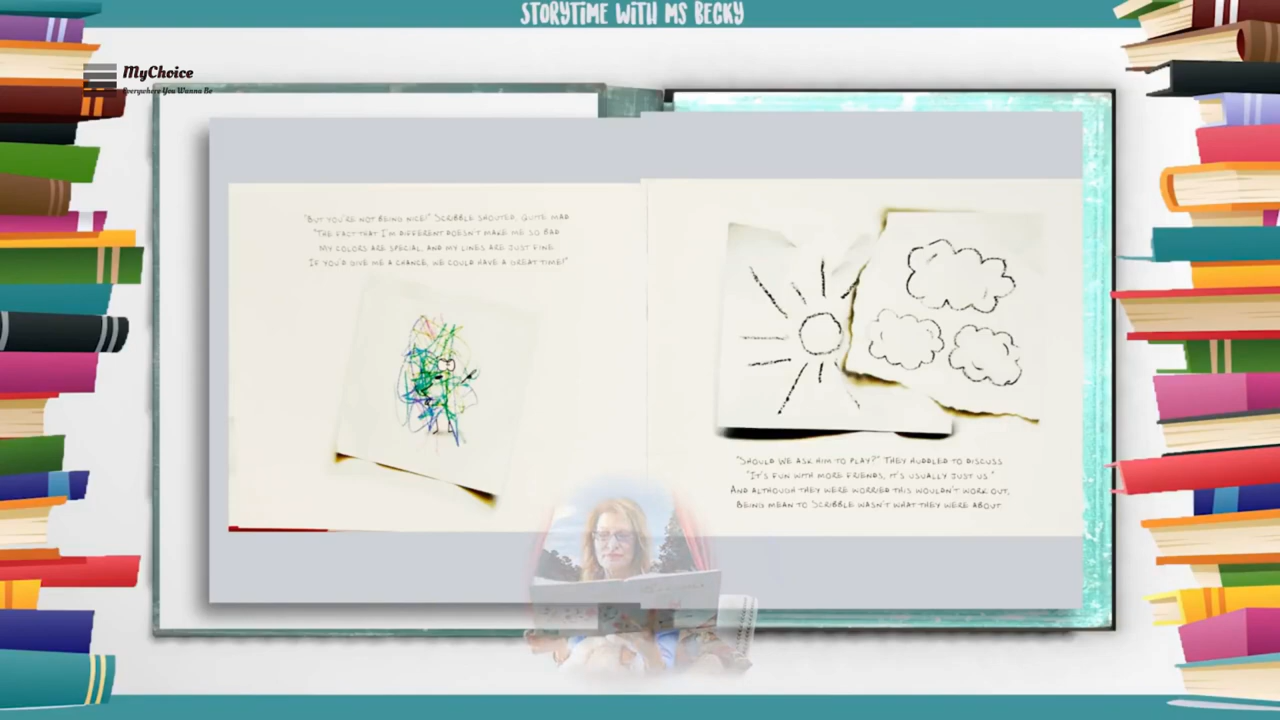 STORYTIME WITH MS BECKY
MyChoice
Everywhere You Wanna Be
"BUT YOU'RE NOT BEING NICE!" SCRIBBLE SHOUTED, QUITE MAD
"THE FACT THAT I'M DIFFERENT DOESN'T MAKE ME SO BAD
MY COLORS ARE SPECIAL, AND MY LINES ARE JUST FINE
IF YOU'D GIVE ME A CHANCE, WE COULD HAVE A GREAT TIME!"
"SHOULD WE ASK HIM TO PLAY?" THEY HUDDLED TO DISCUSS
"IT'S FUN WITH MORE FRIENDS, IT'S USUALLY JUST US."
AND ALTHOUGH THEY WERE WORRIED THIS WOULDN'T WORK OUT,
BEING MEAN TO SCRIBBLE WASN'T WHAT THEY WERE ABOUT